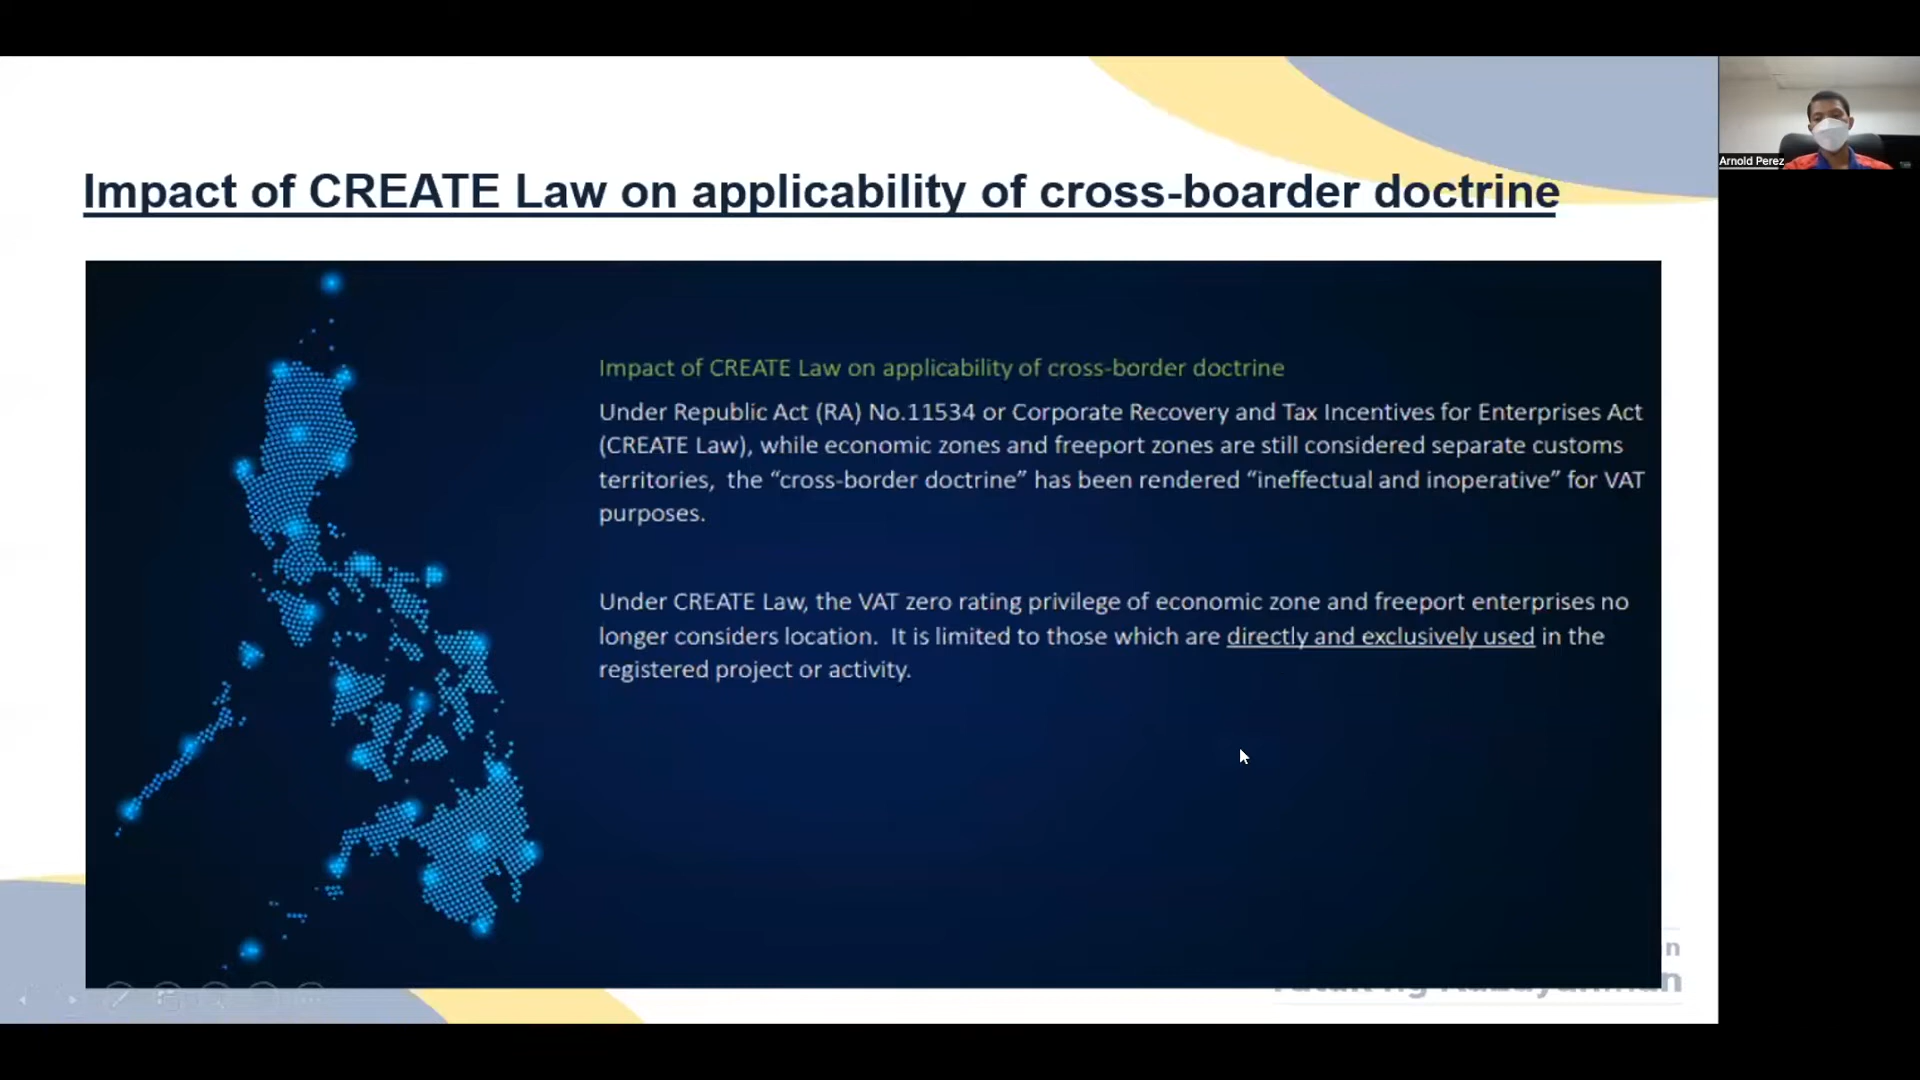 Impact of CREATE Law on applicability of cross-boarder doctrine
Arnold Perez
Impact of CREATE Law on applicability of cross-border doctrine
Under Republic Act (RA) No.11534 or Corporate Recovery and Tax Incentives for Enterprises Act
(CREATE Law), while economic zones and freeport zones are still considered separate customs
territories, the “cross-border doctrine” has been rendered “ineffectual and inoperative” for VAT
purposes.
Under CREATE Law, the VAT zero rating privilege of economic zone and freeport enterprises no
longer considers location. It is limited to those which are directly and exclusively used in the
registered project or activity.